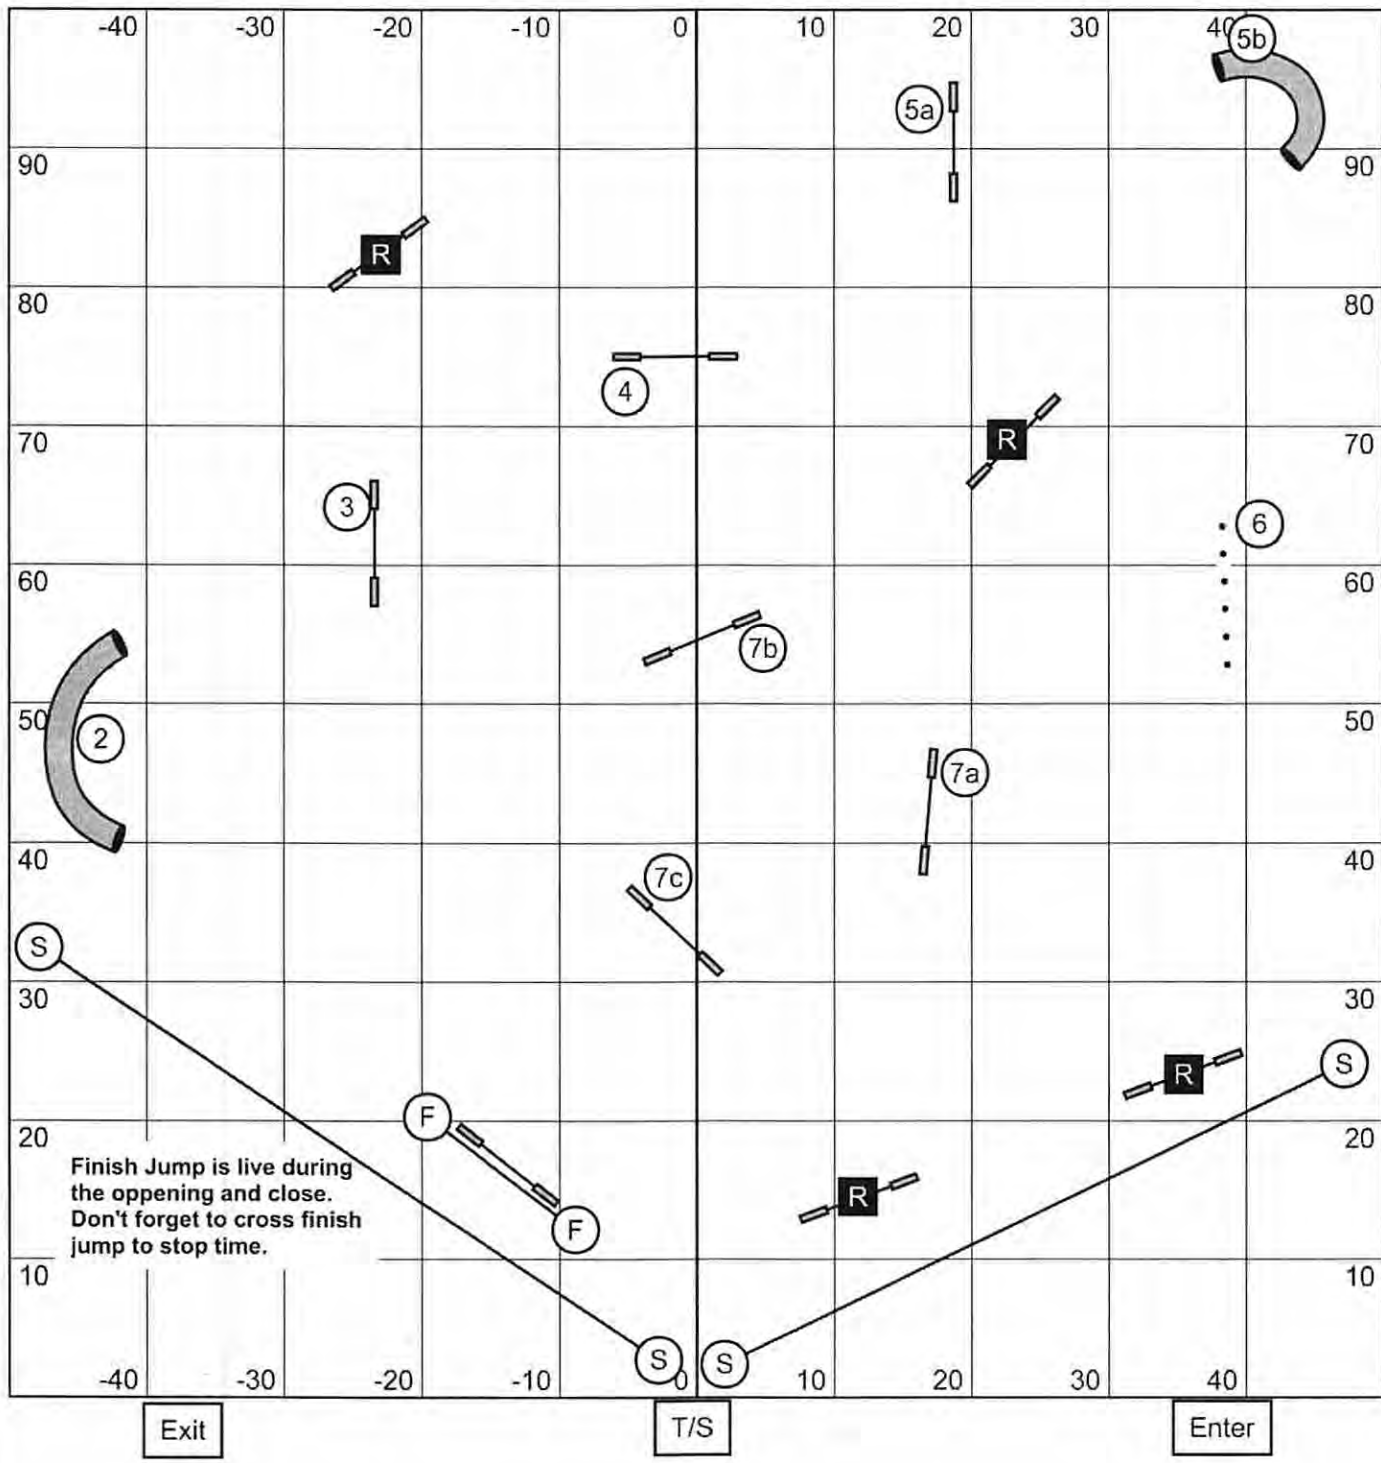 -40 -30 -20 -10 0 10 20 30 40
5b
5a
90 90
R
80 80
4
R
70 70
3
6
60 60
7b
50 50
2
7a
40 40
7c
S
30 30
R
S
F
20 20
Finish Jump is live during
the oppening and close.
Don't forget to cross finish
jump to stop time.
R
F
10 10
S S
-40 -30 -20 -10 0 10 20 30 40
Exit T/S Enter